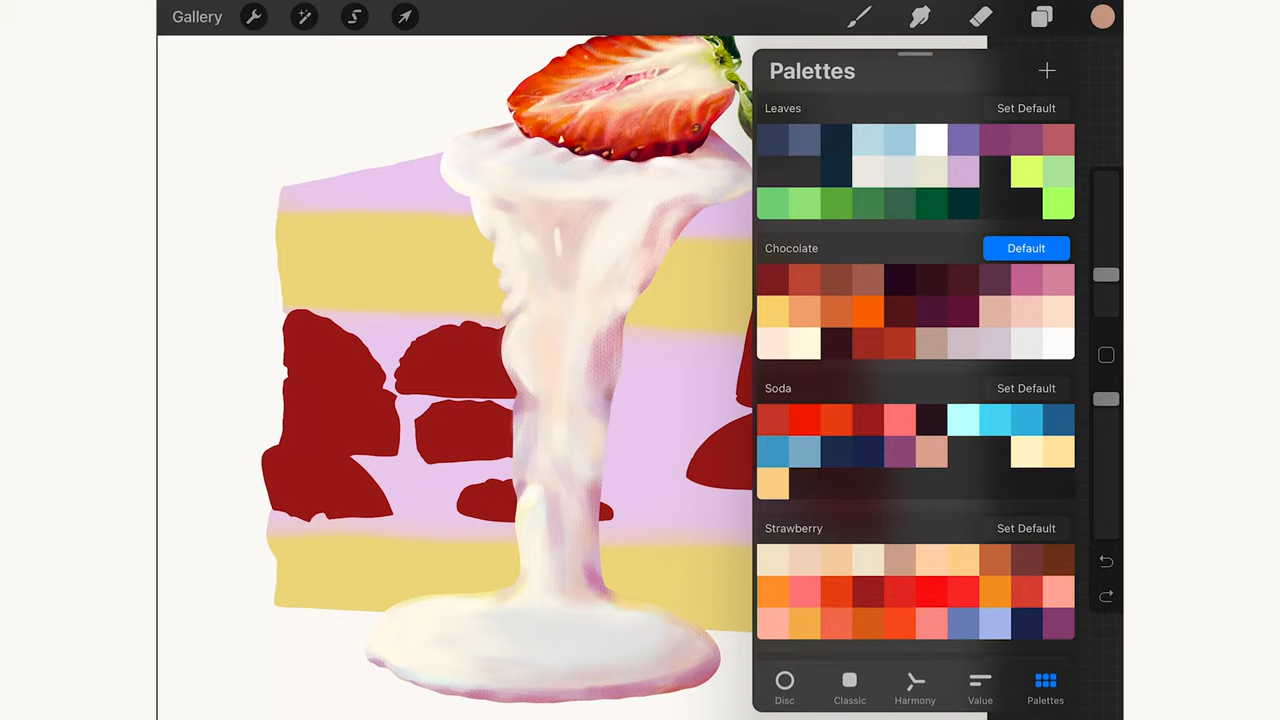 Gallery
Palettes
Leaves Set Default
Chocolate Default
Soda Set Default
Strawberry Set Default
Disc Classic Harmony Value Palettes